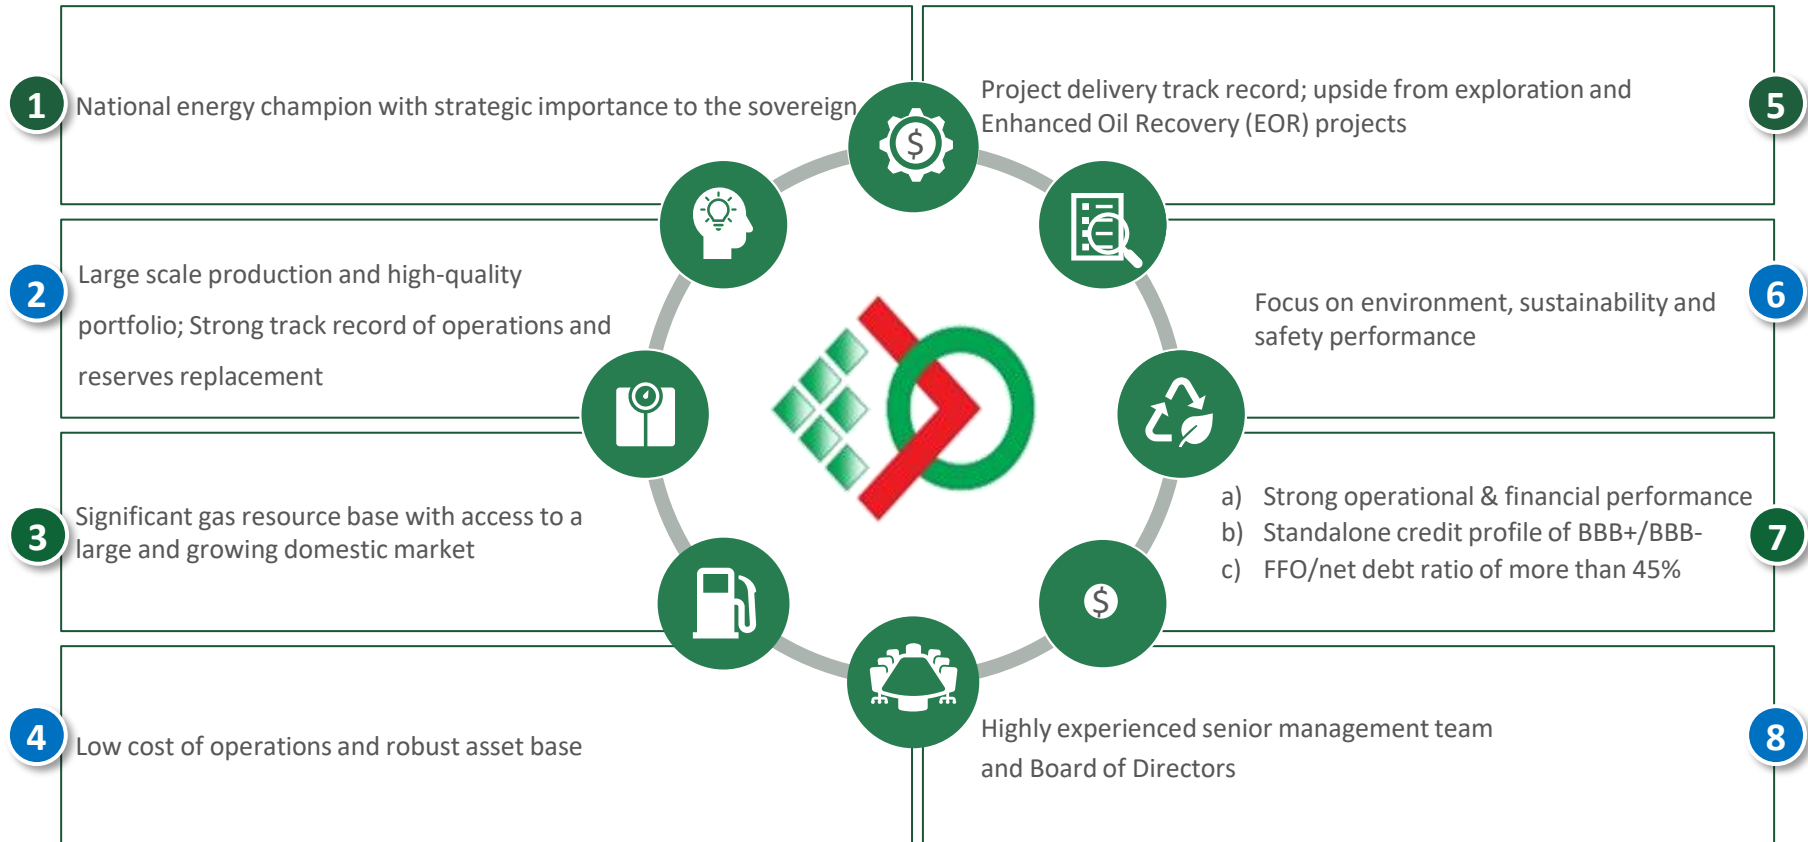 1
National energy champion with strategic importance to the sovereign
2
Large scale production and high-quality
portfolio; Strong track record of operations and
reserves replacement
3
Significant gas resource base with access to a
large and growing domestic market
4
Low cost of operations and robust asset base
$
$
5
Project delivery track record; upside from exploration and
Enhanced Oil Recovery (EOR) projects
6
Focus on environment, sustainability and
safety performance
7
a) Strong operational & financial performance
b) Standalone credit profile of BBB+/BBB-
c) FFO/net debt ratio of more than 45%
8
Highly experienced senior management team
and Board of Directors